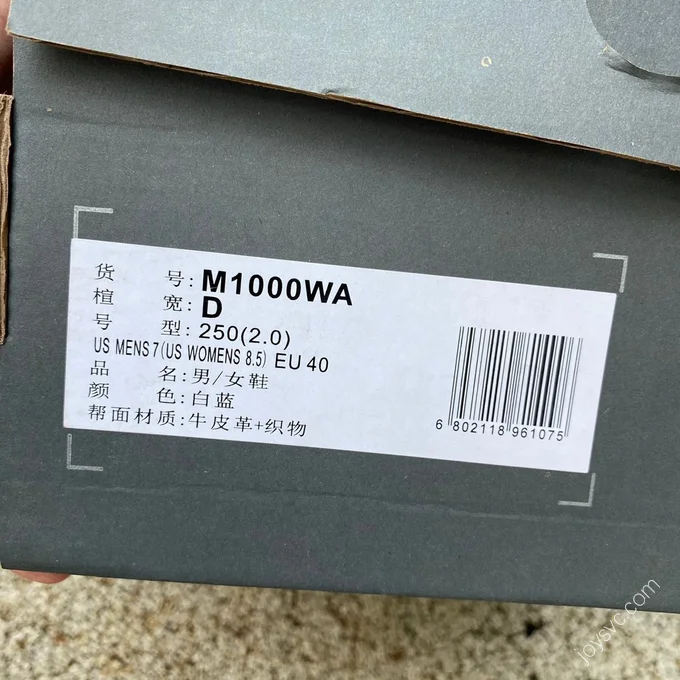 货 号: M1000WA
楦 宽: D
号 型: 250(2.0)
US MENS 7 (US WOMENS 8.5) EU 40
品 名: 男/女鞋
颜 色: 白蓝
帮面材质: 牛皮革+织物
6 802118 961075
joysvc.com